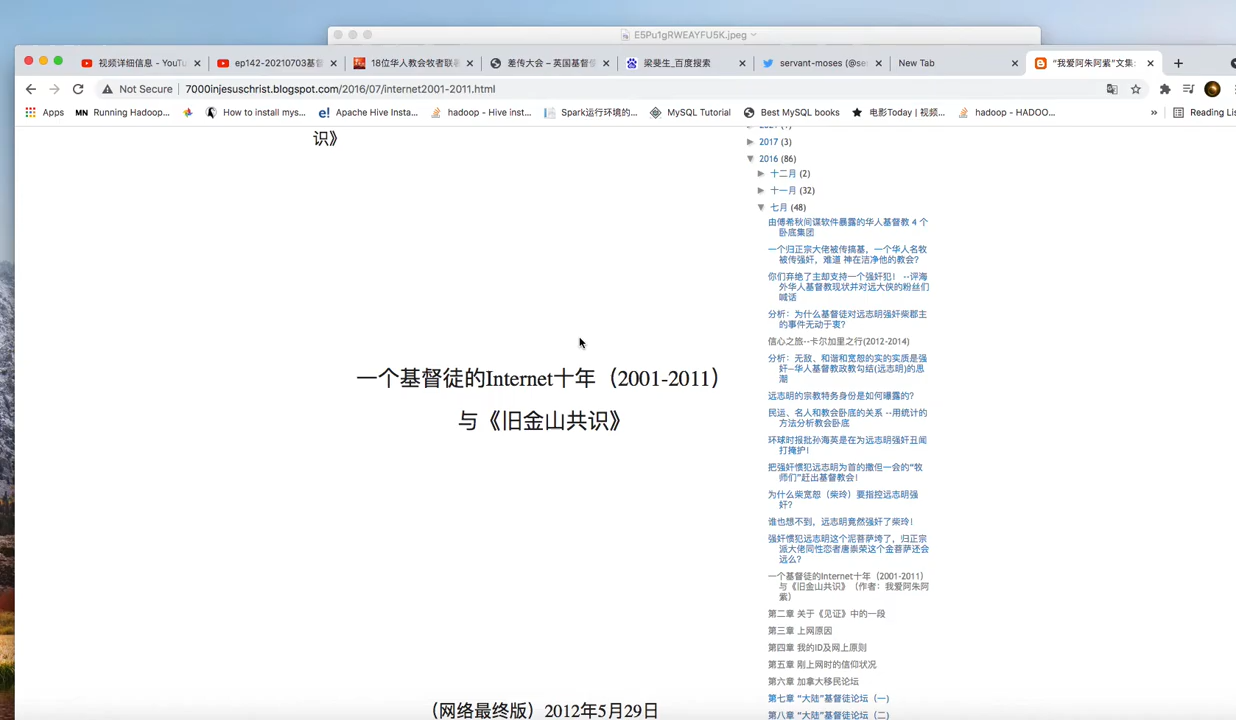 E5Pu1gRWEAYFU5K.jpeg
视频详细信息 - YouTu
ep142-20210703基督
18位华人教会牧者联署
差传大会 – 英国基督
梁斐生_百度搜索
servant-moses (@se
New Tab
“我爱阿朱阿紫”文集:
Not Secure
7000injesuschrist.blogspot.com/2016/07/internet2001-2011.html
Apps
Running Hadoop...
How to install mys...
Apache Hive Insta...
hadoop - Hive inst...
Spark运行环境的...
MySQL Tutorial
Best MySQL books
电影Today | 视频...
hadoop - HADOO...
»
Reading Lis
识》
一个基督徒的Internet十年（2001-2011）
与《旧金山共识》
（网络最终版）2012年5月29日
2017 (3)
2016 (86)
十二月 (2)
十一月 (32)
七月 (48)
由傅希秋间谍软件暴露的华人基督教 4 个
卧底集团
一个归正宗大佬被传搞基，一个华人名牧
被传强奸，难道 神在洁净他的教会?
你们弃绝了主却支持一个强奸犯！ --评海
外华人基督教现状并对远大侠的粉丝们
喊话
分析：为什么基督徒对远志明强奸柴郡主
的事件无动于衷?
信心之旅--卡尔加里之行(2012-2014)
分析：无敌、和谐和宽恕的实的实质是强
奸--华人基督教政教勾结(远志明)的思
潮
远志明的宗教特务身份是如何曝露的?
民运、名人和教会卧底的关系 --用统计的
方法分析教会卧底
环球时报批孙海英是在为远志明强奸丑闻
打掩护!
把强奸惯犯远志明为首的撒但一会的“牧
师们”赶出基督教会!
为什么柴宽恕（柴玲）要指控远志明强
奸?
谁也想不到，远志明竟然强奸了柴玲!
强奸惯犯远志明这个泥菩萨垮了，归正宗
派大佬同性恋者唐崇荣这个金菩萨还会
远么?
一个基督徒的Internet十年（2001-2011）
与《旧金山共识》（作者：我爱阿朱阿
紫）
第二章 关于《见证》中的一段
第三章 上网原因
第四章 我的ID及网上原则
第五章 刚上网时的信仰状况
第六章 加拿大移民论坛
第七章 “大陆”基督徒论坛（一）
第八章 “大陆”基督徒论坛（二）